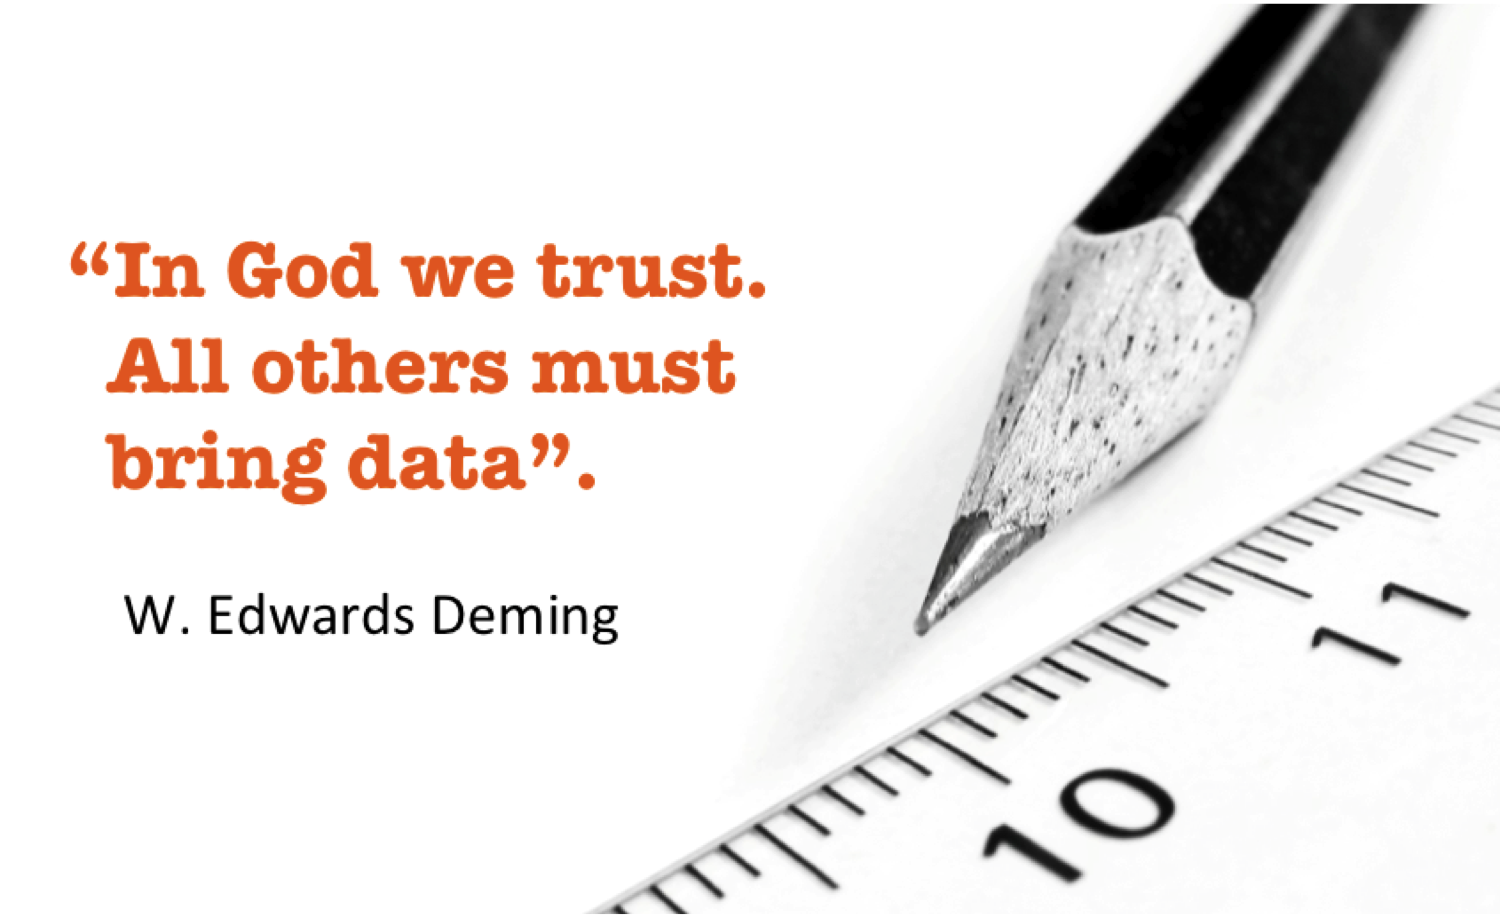 “In God we trust.
All others must
bring data”.
W. Edwards Deming
10
11